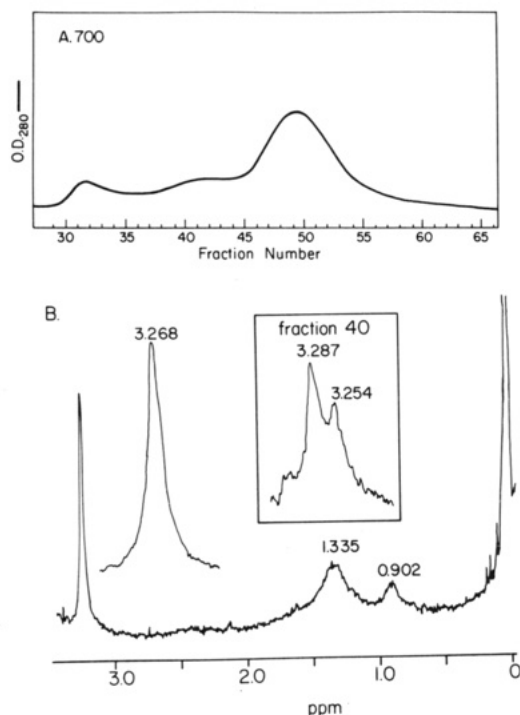 A.700
O.D.280
30 35 40 45 50 55 60 65
Fraction Number
B.
3.268
fraction 40
3.287
3.254
1.335
0.902
3.0 2.0 1.0 0
ppm